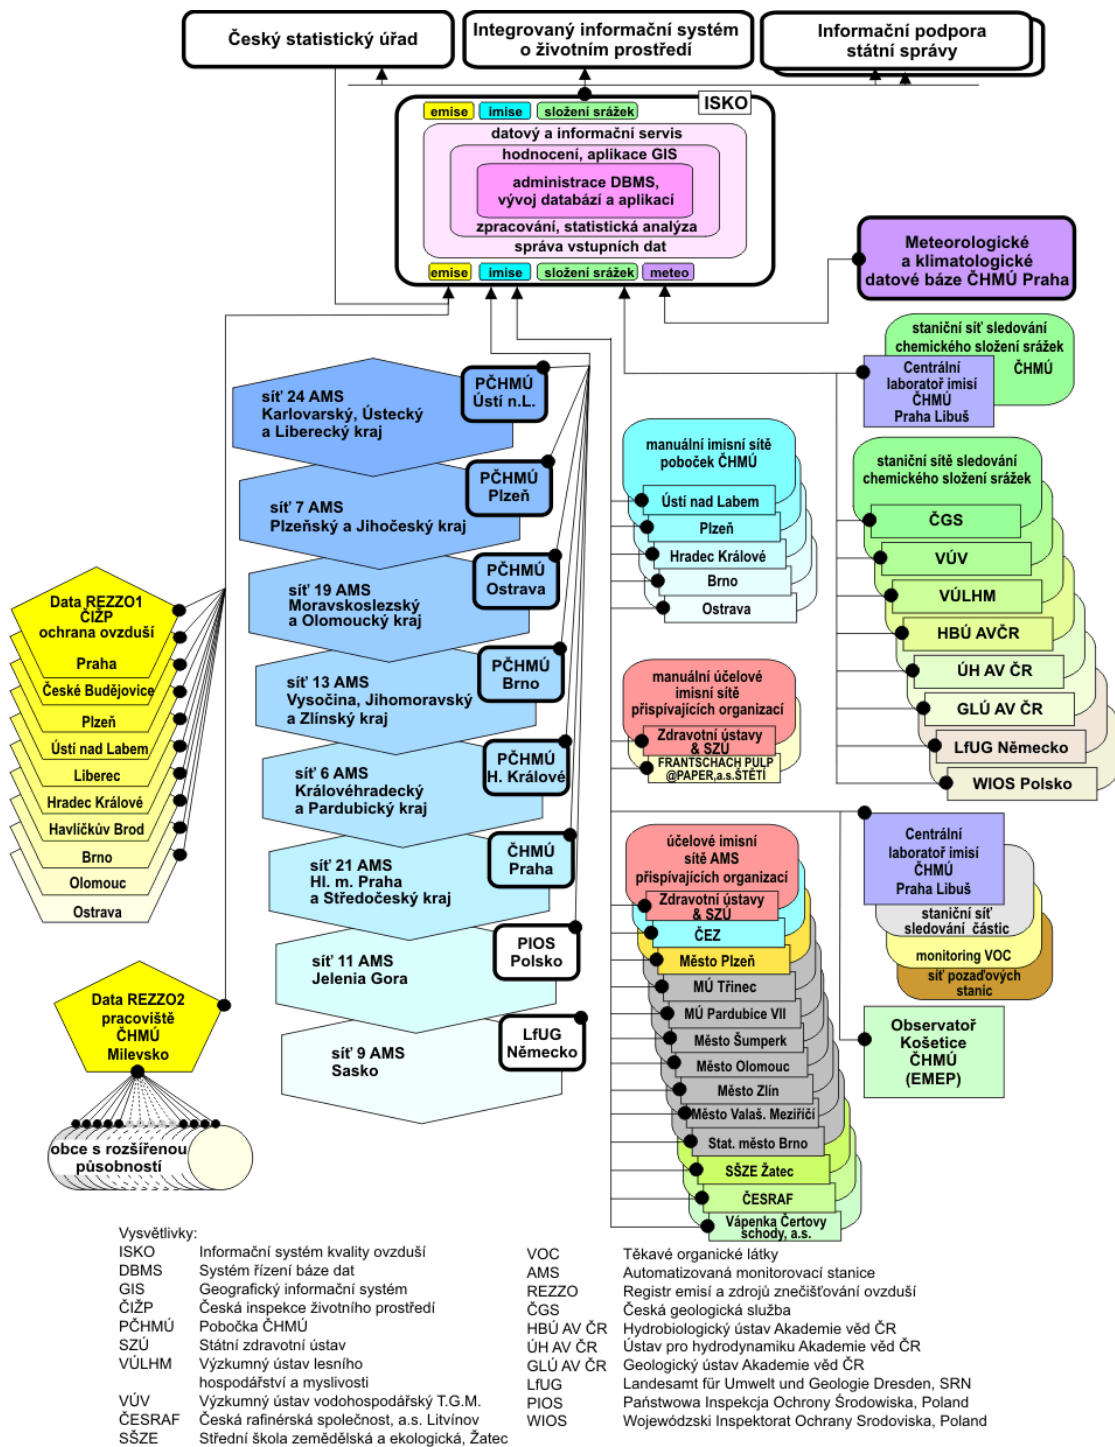 Český statistický úřad
Integrovaný informační systém
o životním prostředí
Informační podpora
státní správy
ISKO
emise
imise
složení srážek
datový a informační servis
hodnocení, aplikace GIS
administrace DBMS,
vývoj databází a aplikací
zpracování, statistická analýza
správa vstupních dat
emise
imise
složení srážek
meteo
Meteorologické
a klimatologické
datové báze ČHMÚ Praha
staniční síť sledování
chemického složení srážek
ČHMÚ
Centrální
laboratoř imisí
ČHMÚ
Praha Libuš
síť 24 AMS
Karlovarský, Ústecký
a Liberecký kraj
PČHMÚ
Ústí n.L.
síť 7 AMS
Plzeňský a Jihočeský kraj
PČHMÚ
Plzeň
síť 19 AMS
Moravskoslezský
a Olomoucký kraj
PČHMÚ
Ostrava
síť 13 AMS
Vysočina, Jihomoravský
a Zlínský kraj
PČHMÚ
Brno
síť 6 AMS
Královéhradecký
a Pardubický kraj
PČHMÚ
H. Králové
síť 21 AMS
Hl. m. Praha
a Středočeský kraj
ČHMÚ
Praha
síť 11 AMS
Jelenia Gora
PIOS
Polsko
síť 9 AMS
Sasko
LfUG
Německo
manuální imisní sítě
poboček ČHMÚ
Ústí nad Labem
Plzeň
Hradec Králové
Brno
Ostrava
staniční sítě sledování
chemického složení srážek
ČGS
VÚV
VÚLHM
HBÚ AVČR
ÚH AV ČR
GLÚ AV ČR
LfUG Německo
WIOS Polsko
manuální účelové
imisní sítě
přispívajících organizací
Zdravotní ústavy
& SZÚ
FRANTSCHACH PULP
@PAPER,a.s.ŠTĚTÍ
účelové imisní
sítě AMS
přispívajících organizací
Zdravotní ústavy
& SZÚ
ČEZ
Město Plzeň
MÚ Třinec
MÚ Pardubice VII
Město Šumperk
Město Olomouc
Město Zlín
Město Valaš. Meziříčí
Stat. město Brno
SŠZE Žatec
ČESRAF
Vápenka Čertovy
schody, a.s.
Centrální
laboratoř imisí
ČHMÚ
Praha Libuš
staniční síť
sledování částic
monitoring VOC
síť pozaďových
stanic
Observatoř
Košetice
ČHMÚ
(EMEP)
Data REZZO1
ČIŽP
ochrana ovzduší
Praha
České Budějovice
Plzeň
Ústí nad Labem
Liberec
Hradec Králové
Havlíčkův Brod
Brno
Olomouc
Ostrava
Data REZZO2
pracoviště
ČHMÚ
Milevsko
obce s rozšířenou
působností
Vysvětlivky:
ISKO Informační systém kvality ovzduší
DBMS Systém řízení báze dat
GIS Geografický informační systém
ČIŽP Česká inspekce životního prostředí
PČHMÚ Pobočka ČHMÚ
SZÚ Státní zdravotní ústav
VÚLHM Výzkumný ústav lesního
hospodářství a myslivosti
VÚV Výzkumný ústav vodohospodářský T.G.M.
ČESRAF Česká rafinérská společnost, a.s. Litvínov
SŠZE Střední škola zemědělská a ekologická, Žatec
VOC Těkavé organické látky
AMS Automatizovaná monitorovací stanice
REZZO Registr emisí a zdrojů znečišťování ovzduší
ČGS Česká geologická služba
HBÚ AV ČR Hydrobiologický ústav Akademie věd ČR
ÚH AV ČR Ústav pro hydrodynamiku Akademie věd ČR
GLÚ AV ČR Geologický ústav Akademie věd ČR
LfUG Landesamt für Umwelt und Geologie Dresden, SRN
PIOS Państwowa Inspekcja Ochrony Środowiska, Poland
WIOS Wojewódzski Inspektorat Ochrany Srodoviska, Poland